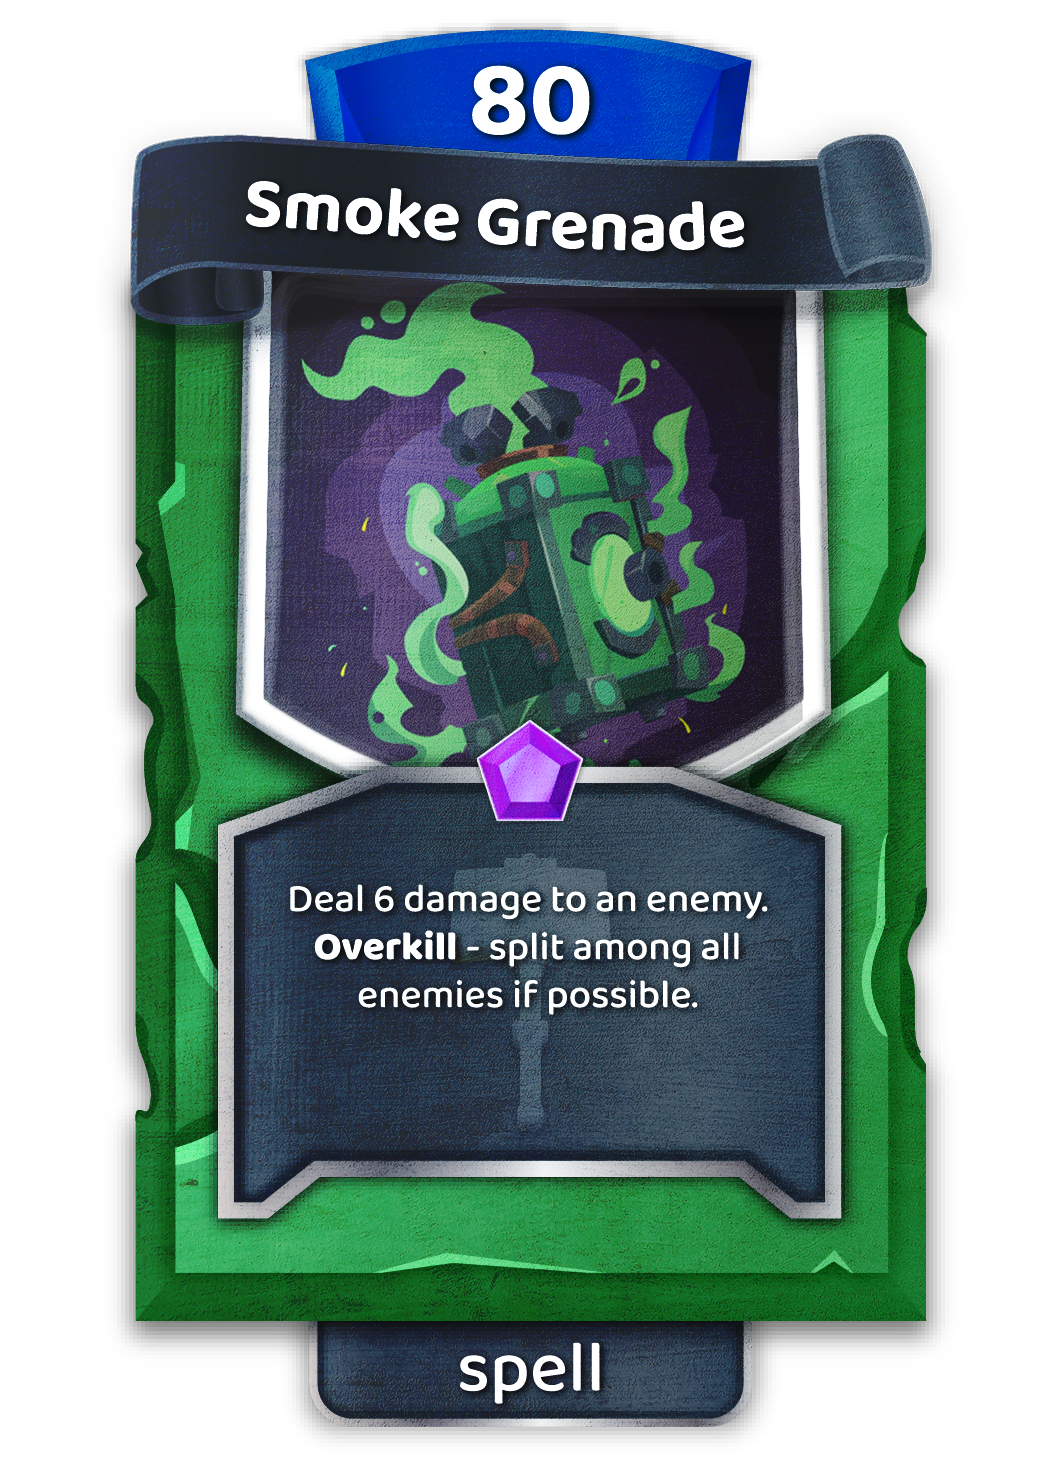 80
Smoke Grenade
Deal 6 damage to an enemy.
Overkill - split among all
enemies if possible.
spell